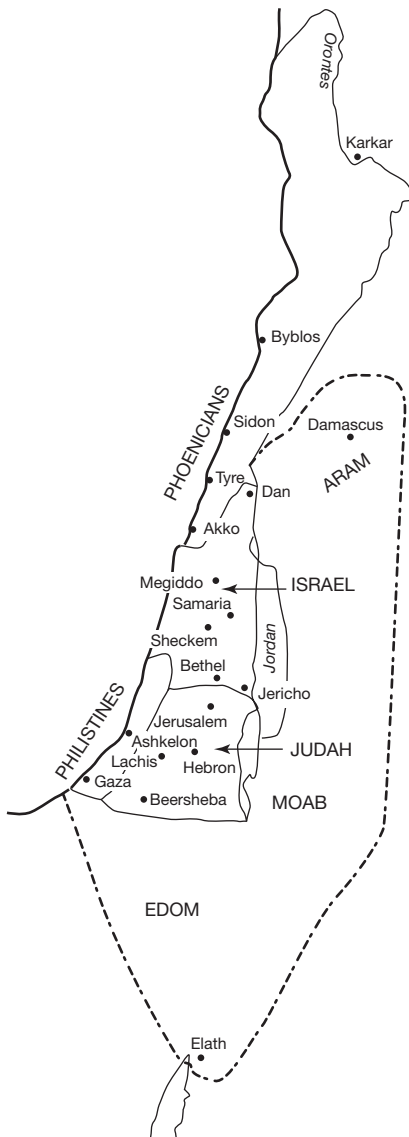 Orontes
Karkar
Byblos
PHOENICIANS
Sidon
Damascus
ARAM
Tyre
Dan
Akko
Megiddo
ISRAEL
Samaria
Sheckem
Jordan
Bethel
Jericho
PHILISTINES
Jerusalem
Ashkelon
JUDAH
Lachis
Hebron
Gaza
MOAB
Beersheba
EDOM
Elath